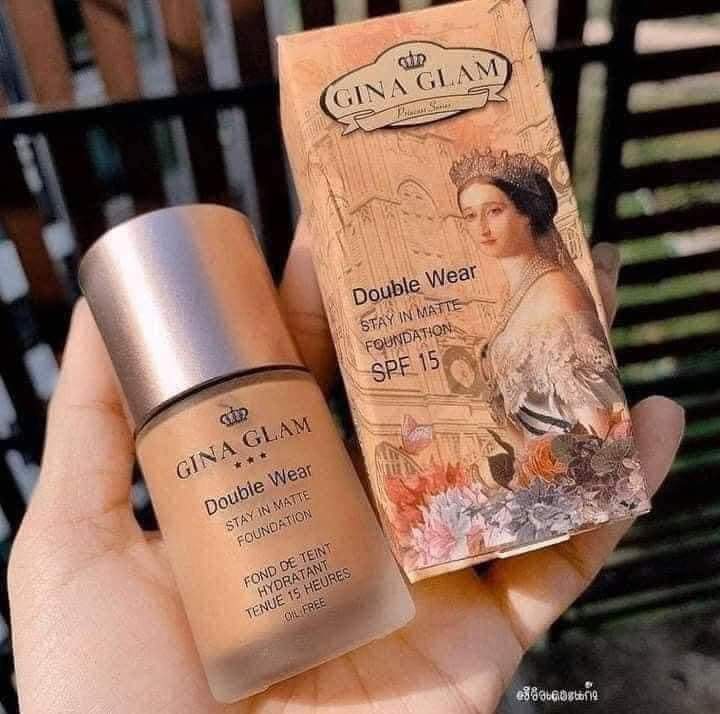 GINA GLAM
Princess Series
Double Wear
STAY IN MATTE
FOUNDATION
SPF 15
GINA GLAM
Double Wear
STAY IN MATTE
FOUNDATION
FOND DE TEINT
HYDRATANT
TENUE 15 HEURES
OIL/FREE